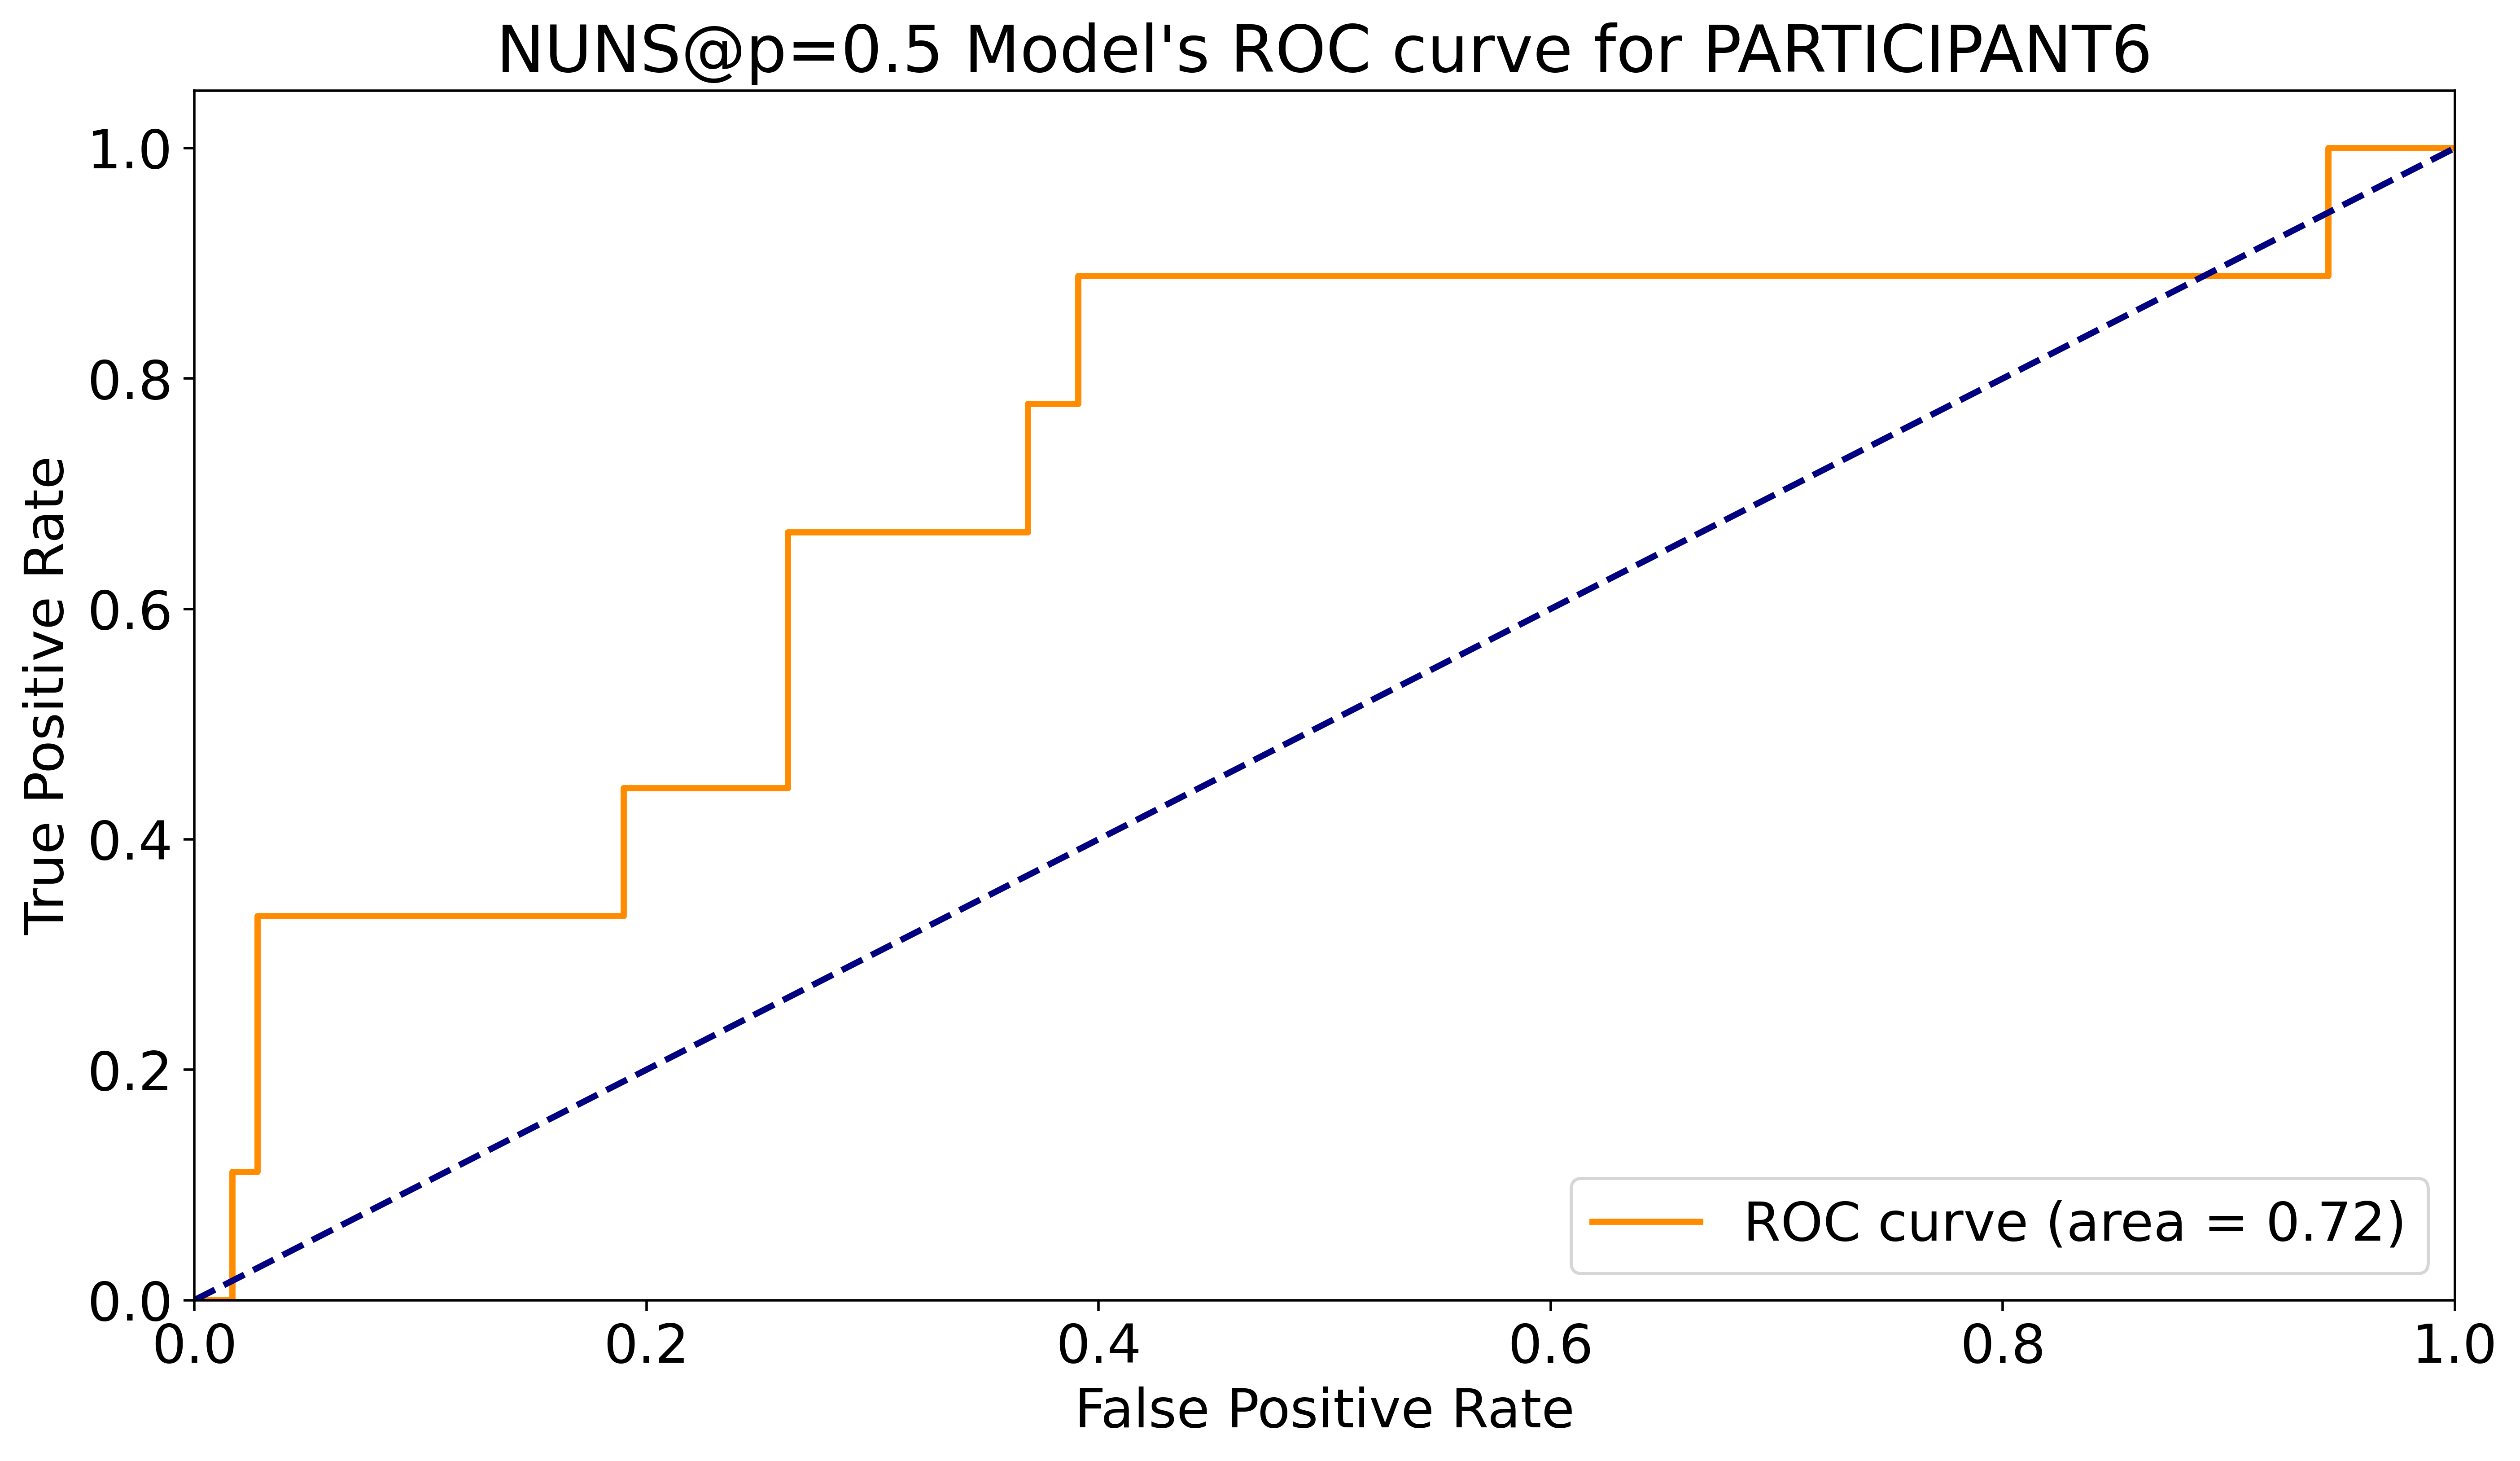 NUNS@p=0.5 Model's ROC curve for PARTICIPANT6
True Positive Rate
1.0
0.8
0.6
0.4
0.2
0.0
0.0 0.2 0.4 0.6 0.8 1.0
False Positive Rate
ROC curve (area = 0.72)